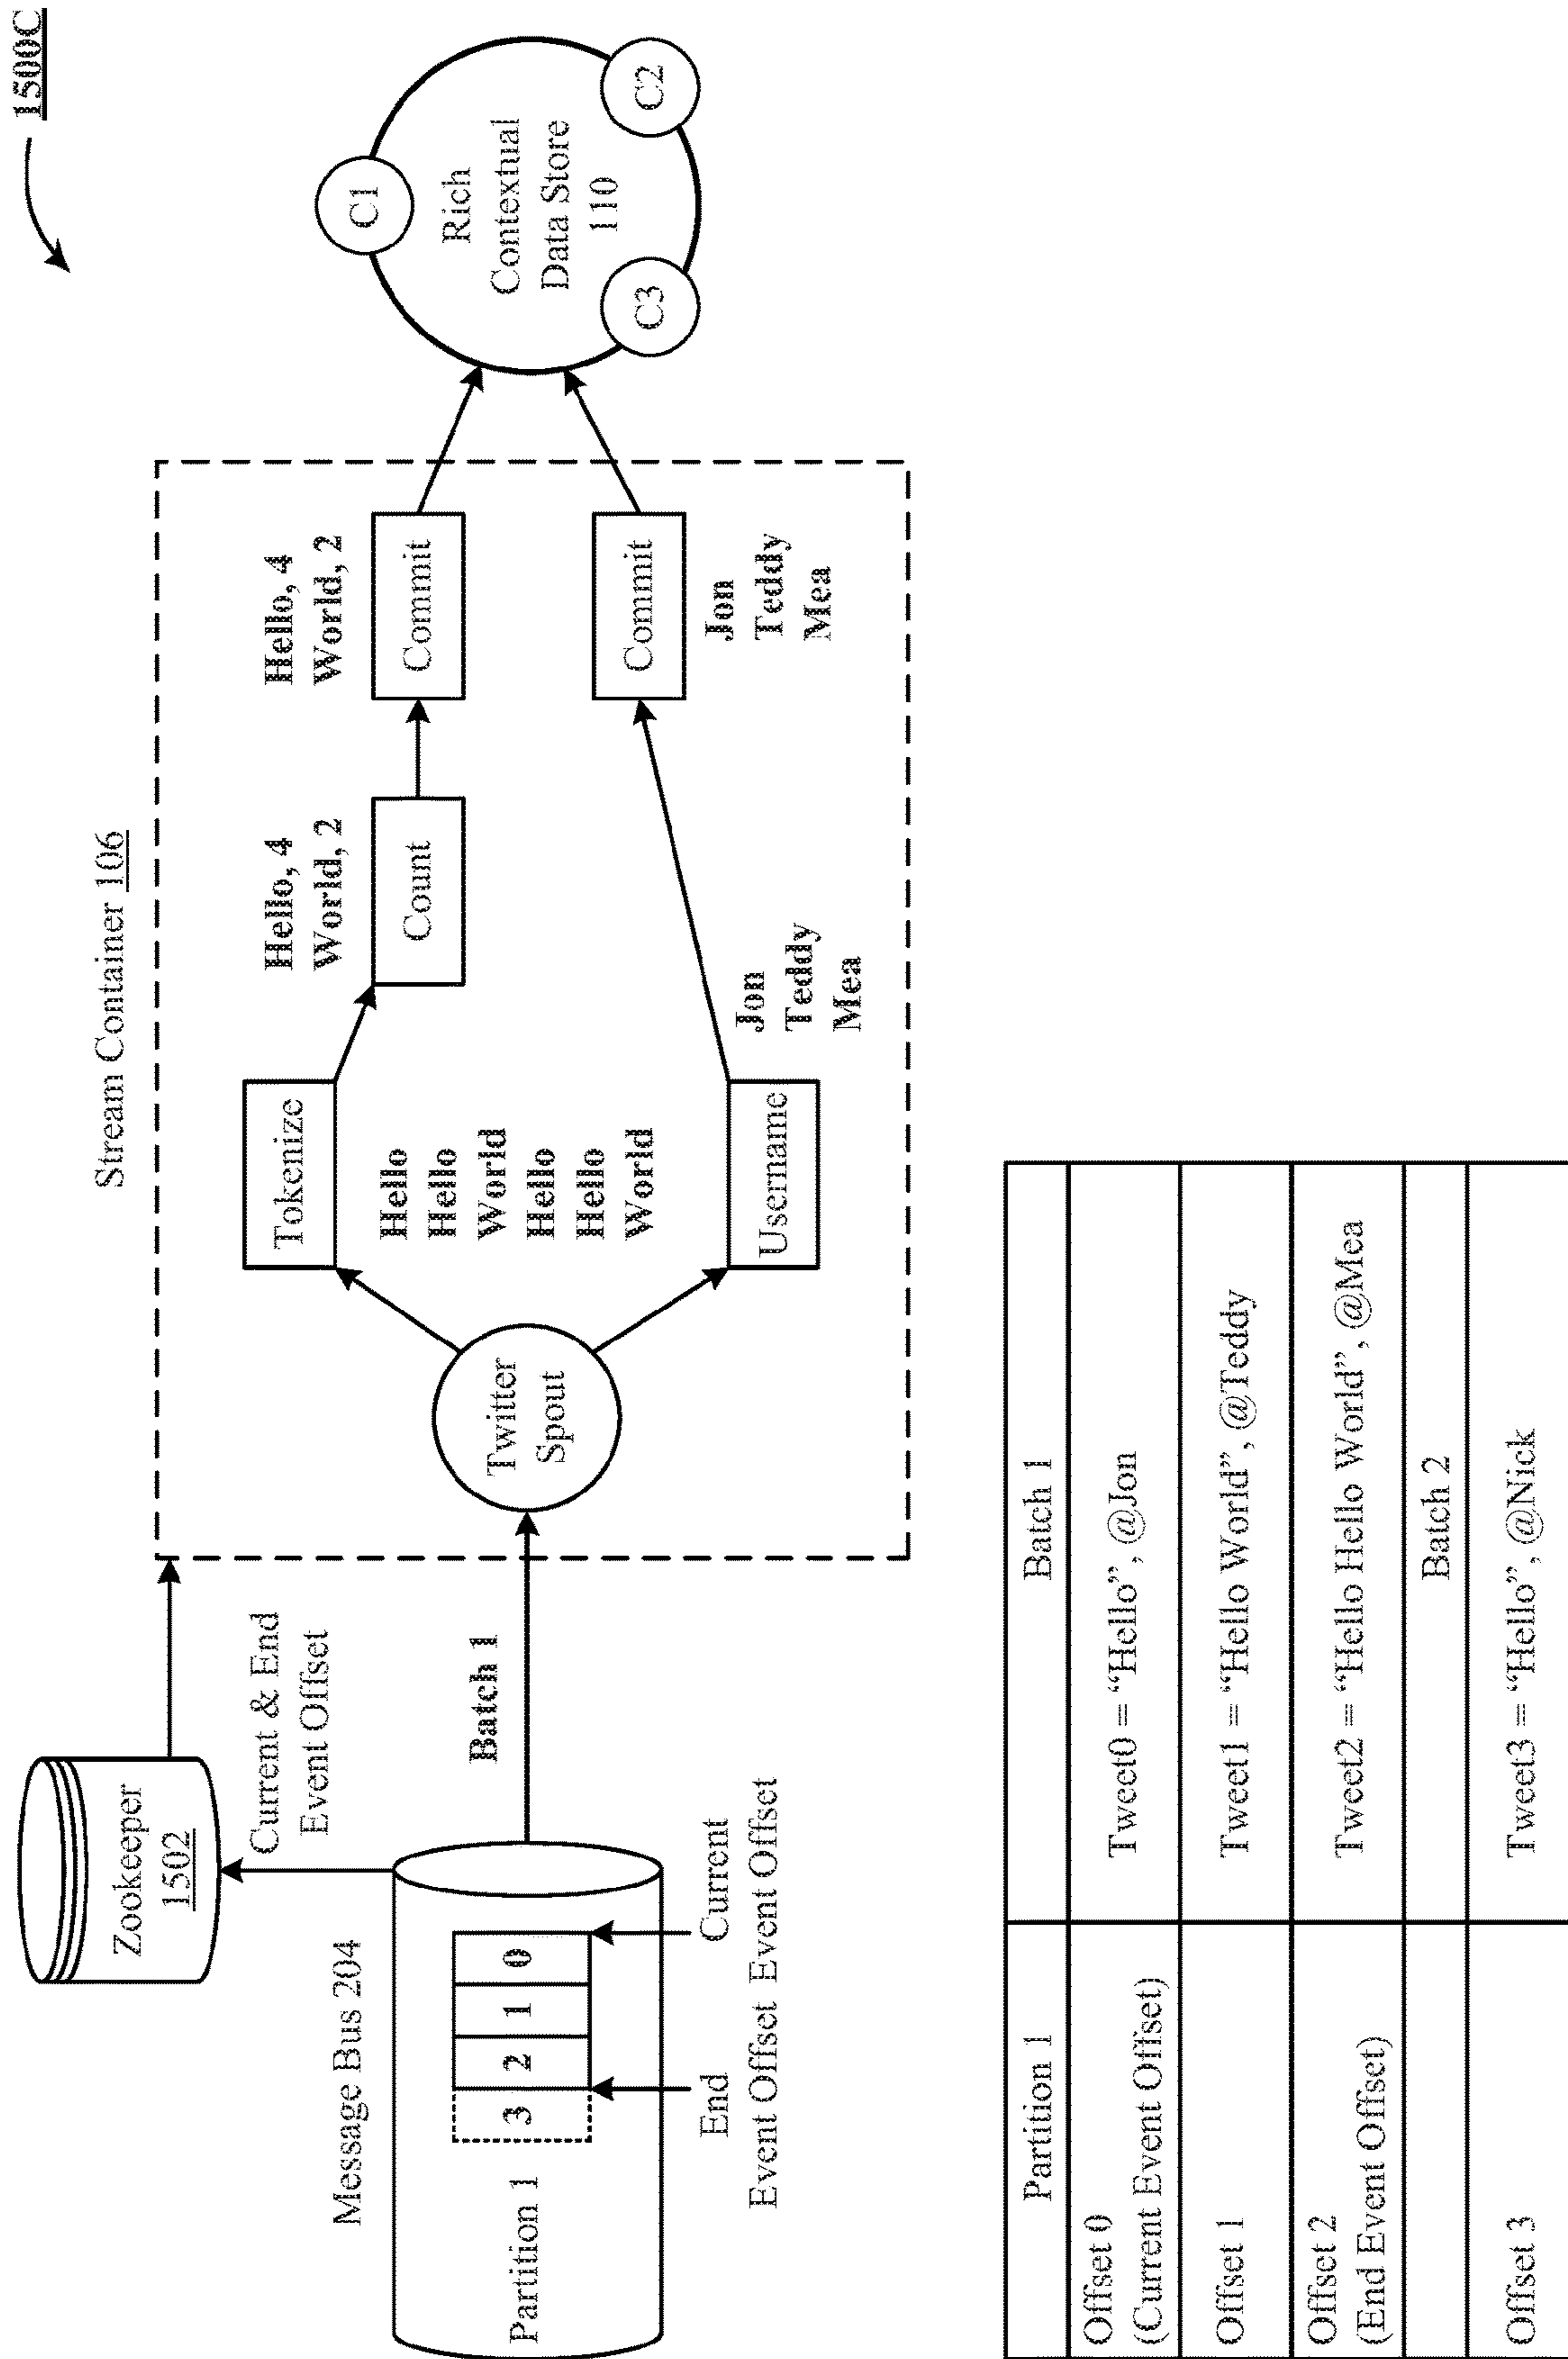 1500C
Stream Container 106
Zookeeper
1502
Current & End
Event Offset
Message Bus 204
Partition 1
3 2 1 0
End
Event Offset
Current
Event Offset
Batch 1
Twitter
Spout
Tokenize
Hello
Hello
World
Hello
Hello
World
Username
Hello, 4
World, 2
Count
Jon
Teddy
Mea
Hello, 4
World, 2
Commit
Commit
Jon
Teddy
Mea
C1
Rich
Contextual
Data Store
110
C3
C2
Partition 1 Batch 1
Offset 0
(Current Event Offset)
Tweet0 = “Hello”, @Jon
Offset 1 Tweet1 = “Hello World”, @Teddy
Offset 2
(End Event Offset)
Tweet2 = “Hello Hello World”, @Mea
Batch 2
Offset 3 Tweet3 = “Hello”, @Nick